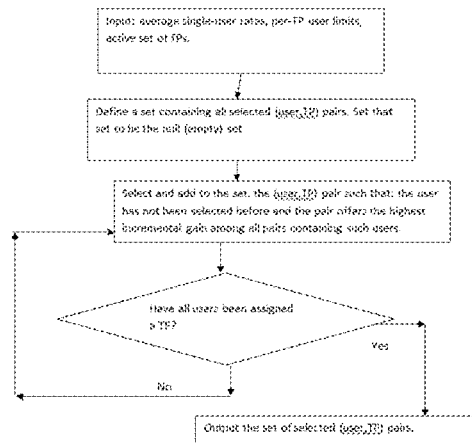 Input: average single-user rates, per-TP user limits,
active set of TPs.
Define a set containing all selected (user,TP) pairs. Set that
set to be the null (empty) set
Select and add to the set, the (user,TP) pair such that: the user
has not been selected before and the pair offers the highest
incremental gain among all pairs containing such users
Have all users been assigned
a TP?
Yes
No
Output the set of selected (user,TP) pairs.